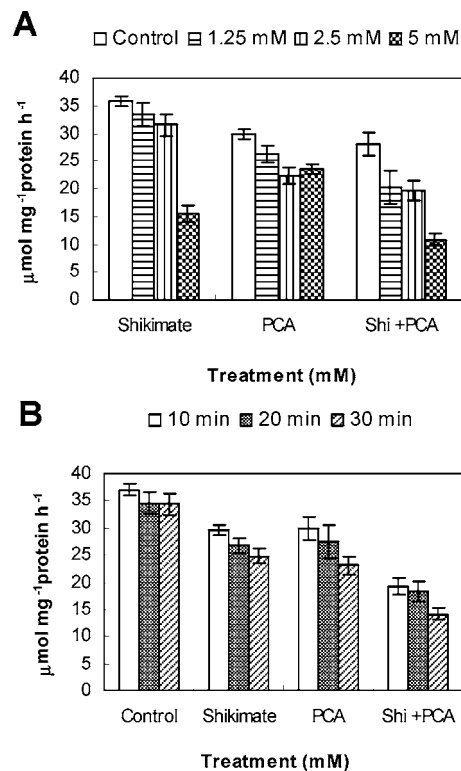 A
Control 1.25 mM 2.5 mM 5 mM
40
35
30
25
20
15
10
5
0
µmol mg ⁻¹protein h⁻¹
Shikimate PCA Shi +PCA
Treatment (mM)
B
10 min 20 min 30 min
40
35
30
25
20
15
10
5
0
µmol mg ⁻¹protein h⁻¹
Control Shikimate PCA Shi +PCA
Treatment (mM)